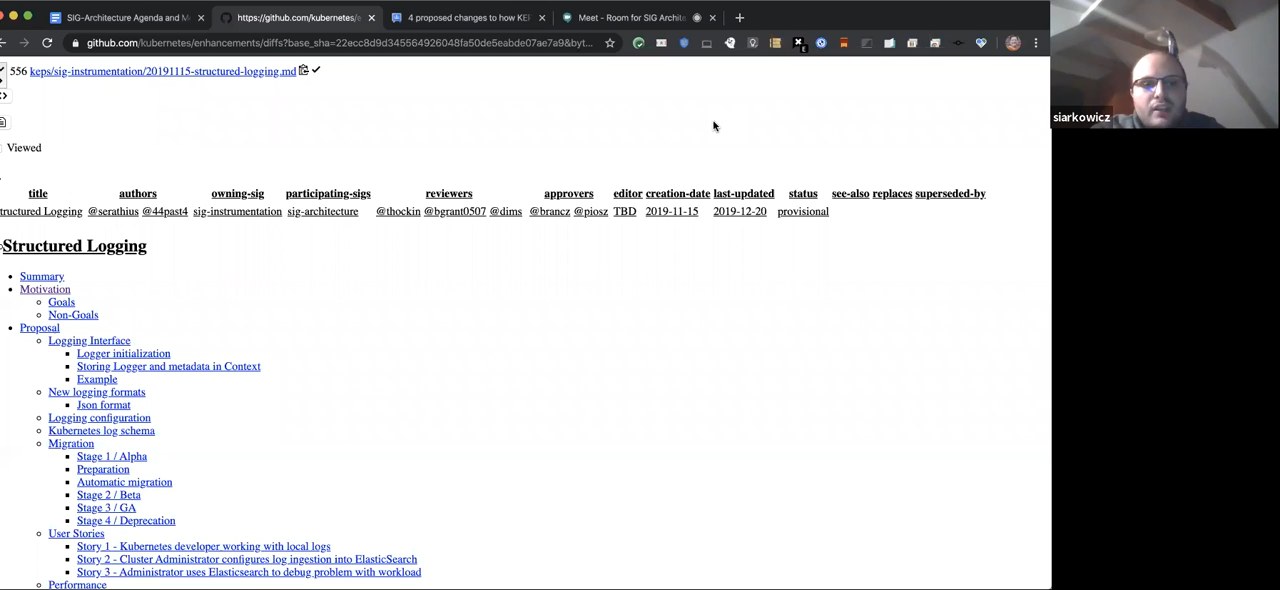 SIG-Architecture Agenda and M
https://github.com/kubernetes/e
4 proposed changes to how KEP
Meet - Room for SIG Archite
github.com/kubernetes/enhancements/diffs?base_sha=22ecc8d9d345564926048fa50de5eabde07ae7a9&byt...
556 keps/sig-instrumentation/20191115-structured-logging.md
siarkowicz
Viewed
title authors owning-sig participating-sigs reviewers approvers editor creation-date last-updated status see-also replaces superseded-by
tructured Logging @serathius @44past4 sig-instrumentation sig-architecture @thockin @bgrant0507 @dims @brancz @piosz TBD 2019-11-15 2019-12-20 provisional
Structured Logging
Summary
Motivation
Goals
Non-Goals
Proposal
Logging Interface
Logger initialization
Storing Logger and metadata in Context
Example
New logging formats
Json format
Logging configuration
Kubernetes log schema
Migration
Stage 1 / Alpha
Preparation
Automatic migration
Stage 2 / Beta
Stage 3 / GA
Stage 4 / Deprecation
User Stories
Story 1 - Kubernetes developer working with local logs
Story 2 - Cluster Administrator configures log ingestion into ElasticSearch
Story 3 - Administrator uses Elasticsearch to debug problem with workload
Performance